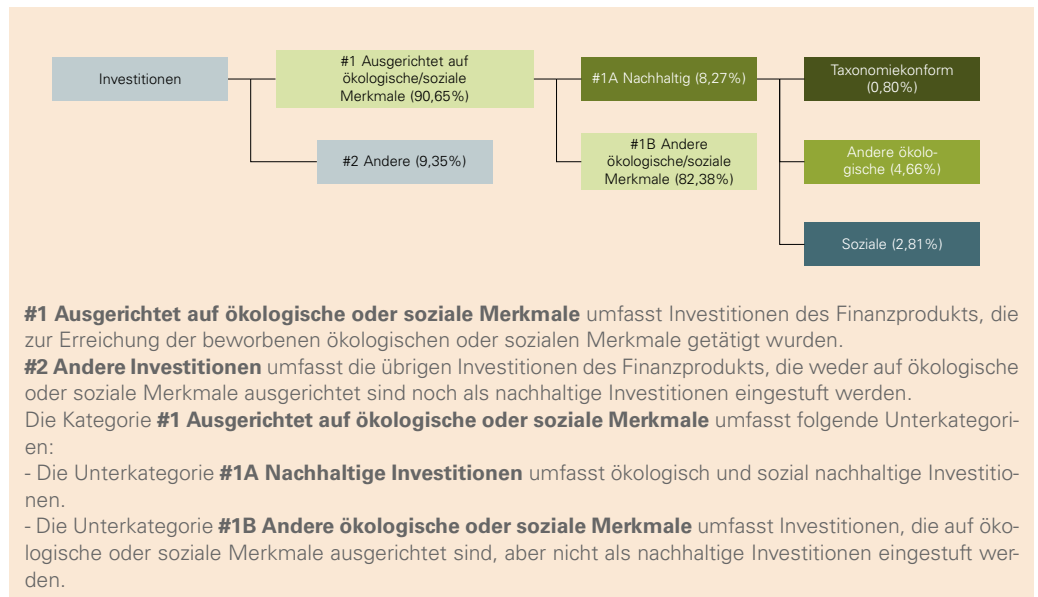 Investitionen
#1 Ausgerichtet auf
ökologische/soziale
Merkmale (90,65%)
#2 Andere (9,35%)
#1A Nachhaltig (8,27%)
#1B Andere
ökologische/soziale
Merkmale (82,38%)
Taxonomiekonform
(0,80%)
Andere ökolo-
gische (4,66%)
Soziale (2,81%)
#1 Ausgerichtet auf ökologische oder soziale Merkmale umfasst Investitionen des Finanzprodukts, die
zur Erreichung der beworbenen ökologischen oder sozialen Merkmale getätigt wurden.
#2 Andere Investitionen umfasst die übrigen Investitionen des Finanzprodukts, die weder auf ökologische
oder soziale Merkmale ausgerichtet sind noch als nachhaltige Investitionen eingestuft werden.
Die Kategorie #1 Ausgerichtet auf ökologische oder soziale Merkmale umfasst folgende Unterkategori-
en:
- Die Unterkategorie #1A Nachhaltige Investitionen umfasst ökologisch und sozial nachhaltige Investitio-
nen.
- Die Unterkategorie #1B Andere ökologische oder soziale Merkmale umfasst Investitionen, die auf öko-
logische oder soziale Merkmale ausgerichtet sind, aber nicht als nachhaltige Investitionen eingestuft wer-
den.